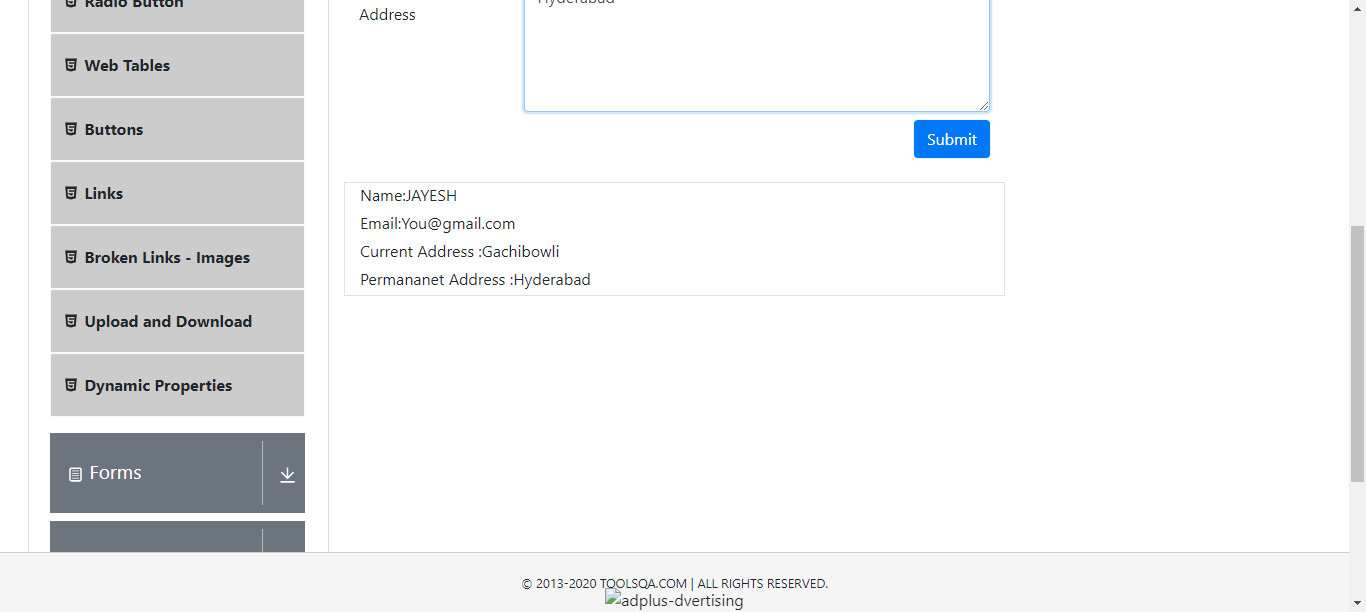 Radio Button
Web Tables
Buttons
Links
Broken Links - Images
Upload and Download
Dynamic Properties
Forms
Address
Hyderabad
Submit
Name:JAYESH
Email:You@gmail.com
Current Address :Gachibowli
Permananet Address :Hyderabad
© 2013-2020 TOOLSQA.COM | ALL RIGHTS RESERVED.
adplus-dvertising